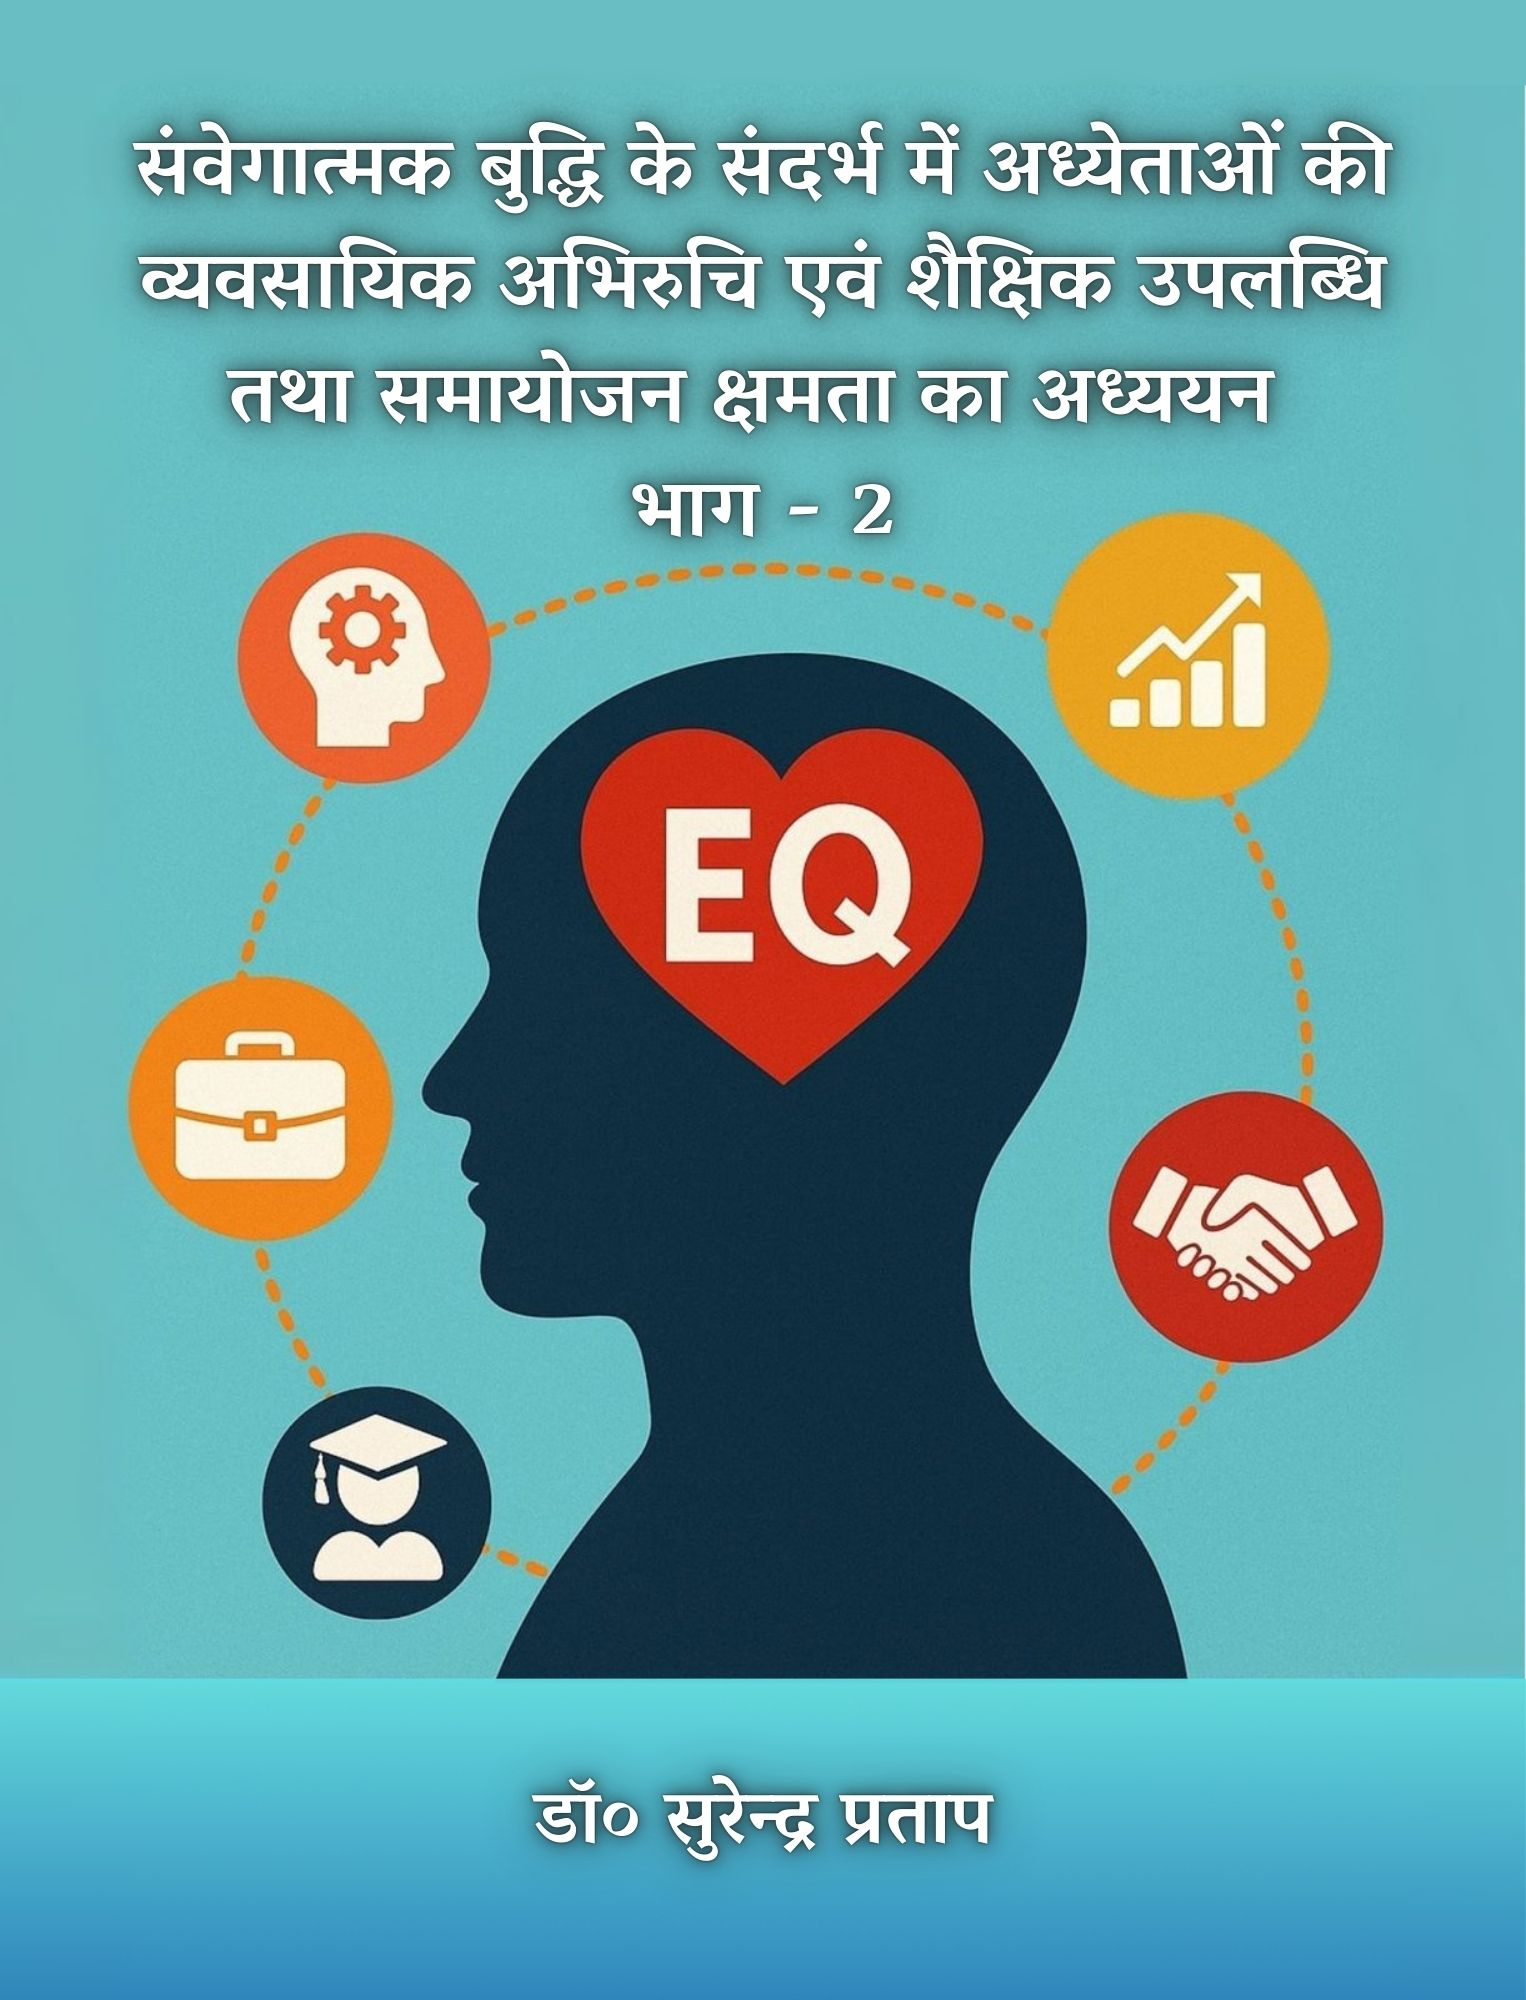 संवेगात्मक बुद्धि के संदर्भ में अध्येताओं की
व्यवसायिक अभिरुचि एवं शैक्षिक उपलब्धि
तथा समायोजन क्षमता का अध्ययन
भाग - 2
EQ
डॉ० सुरेन्द्र प्रताप